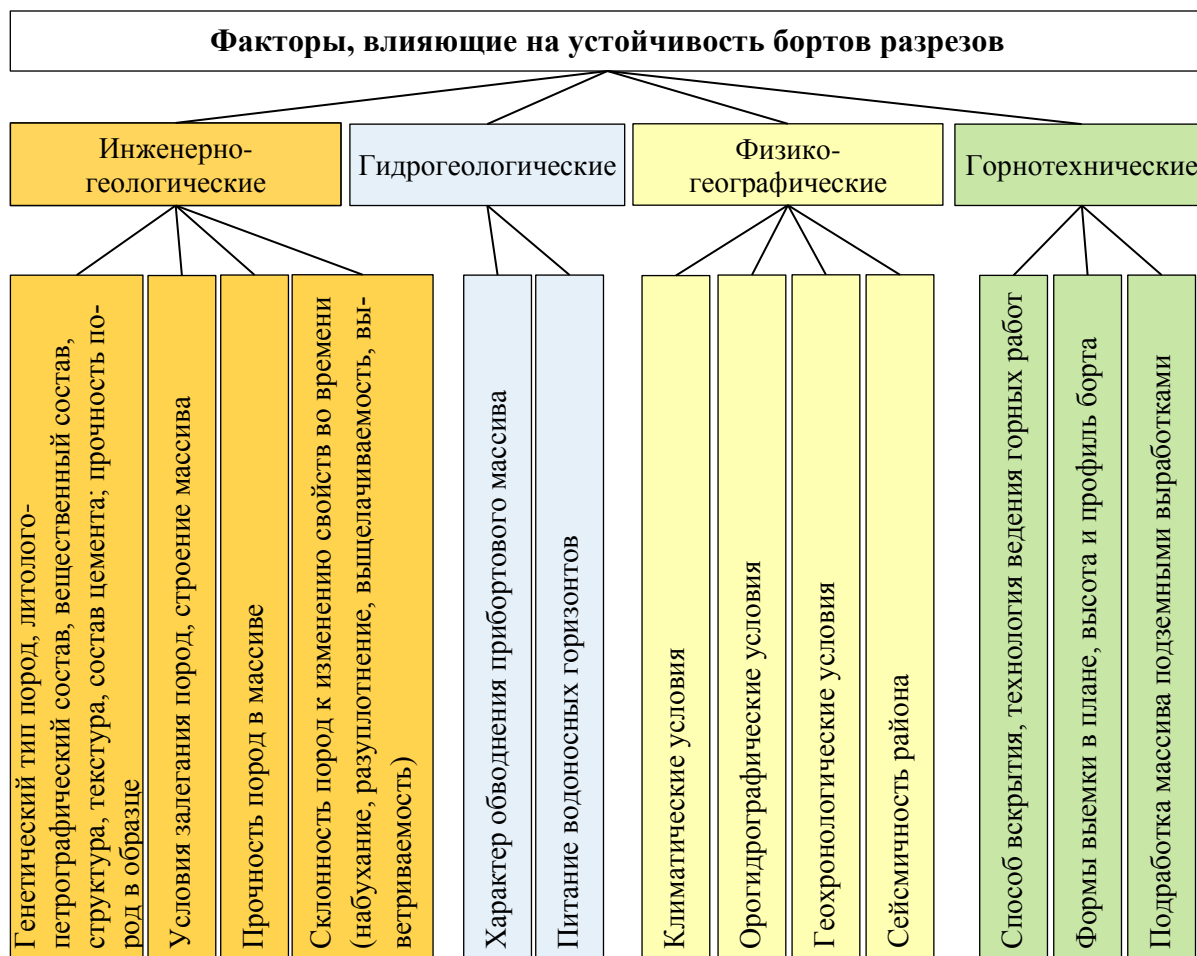 Факторы, влияющие на устойчивость бортов разрезов
Инженерно-
геологические
Гидрогеологические
Физико-
географические
Горнотехнические
Генетический тип пород, литолого-
петрографический состав, вещественный состав,
структура, текстура, состав цемента; прочность по-
род в образце
Условия залегания пород, строение массива
Прочность пород в массиве
Склонность пород к изменению свойств во времени
(набухание, разуплотнение, выщелачиваемость, вы-
ветриваемость)
Характер обводнения прибортового массива
Питание водоносных горизонтов
Климатические условия
Орогидрографические условия
Геохронологические условия
Сейсмичность района
Способ вскрытия, технология ведения горных работ
Формы выемки в плане, высота и профиль борта
Подработка массива подземными выработками